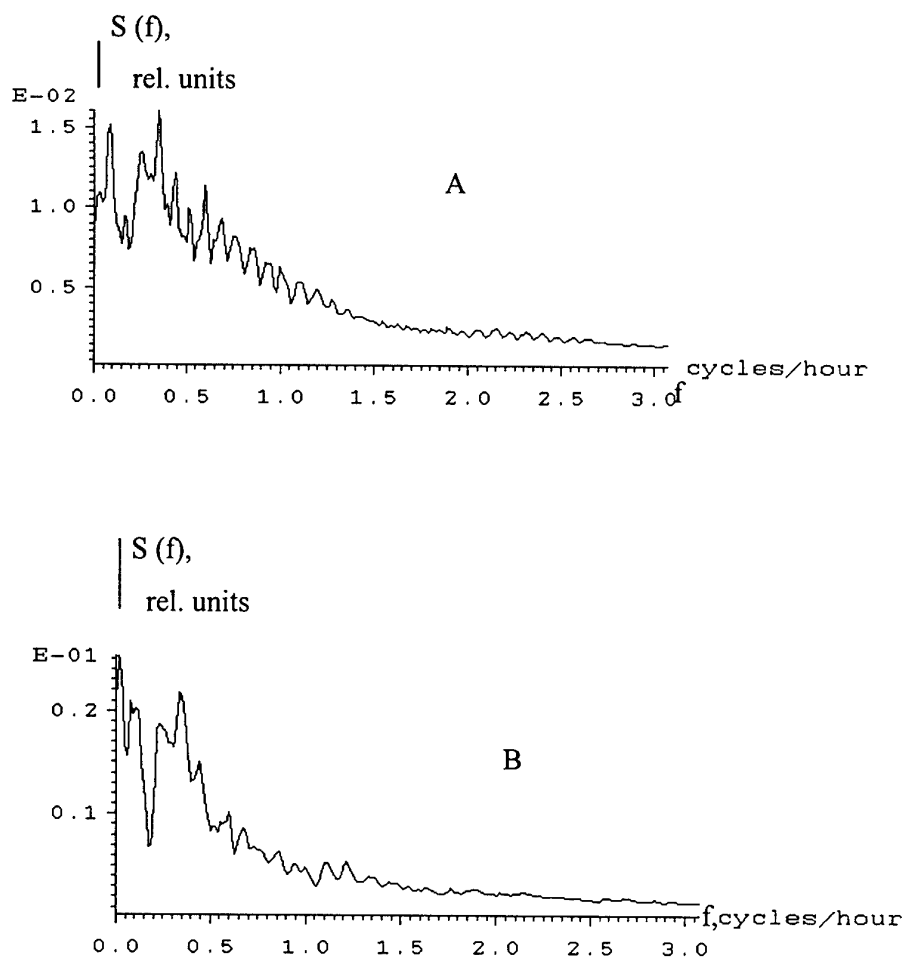 S (f),
rel. units
E-02
1.5
A
1.0
0.5
cycles/hour
0.0 0.5 1.0 1.5 2.0 2.5 3.0 f
S (f),
rel. units
E-01
0.2
B
0.1
f, cycles/hour
0.0 0.5 1.0 1.5 2.0 2.5 3.0